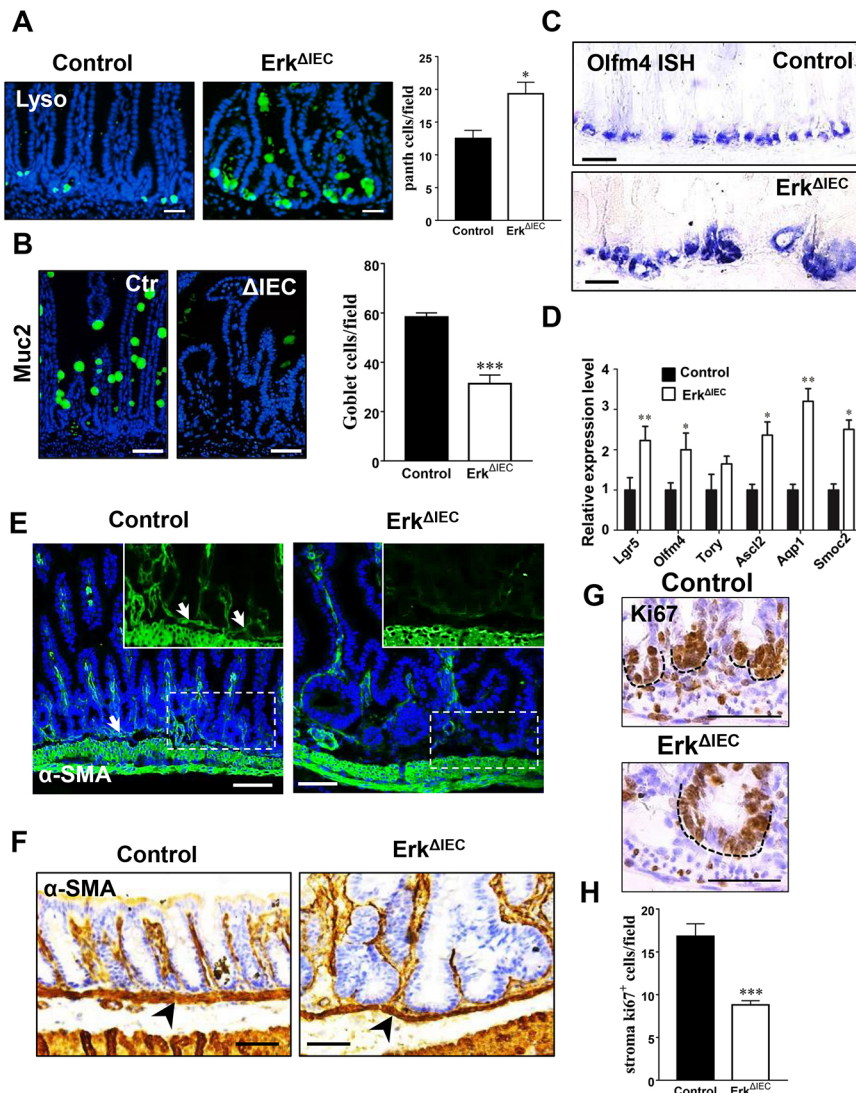 A
Control
Erk^ΔIEC
Lyso
panth cells/field
25
20
15
10
5
0
*
Control
Erk^ΔIEC
B
Muc2
Ctr
ΔIEC
Goblet cells/field
80
60
40
20
0
***
Control
Erk^ΔIEC
C
Olfm4 ISH
Control
Erk^ΔIEC
D
Control
Erk^ΔIEC
Relative expression level
4
3
2
1
0
**
*
*
**
*
Lgr5
Olfm4
Tory
Ascl2
Aqp1
Smoc2
E
Control
Erk^ΔIEC
α-SMA
F
Control
Erk^ΔIEC
α-SMA
G
Control
Ki67
Erk^ΔIEC
H
stroma ki67⁺ cells/field
20
15
10
5
0
***
Control
Erk^ΔIEC